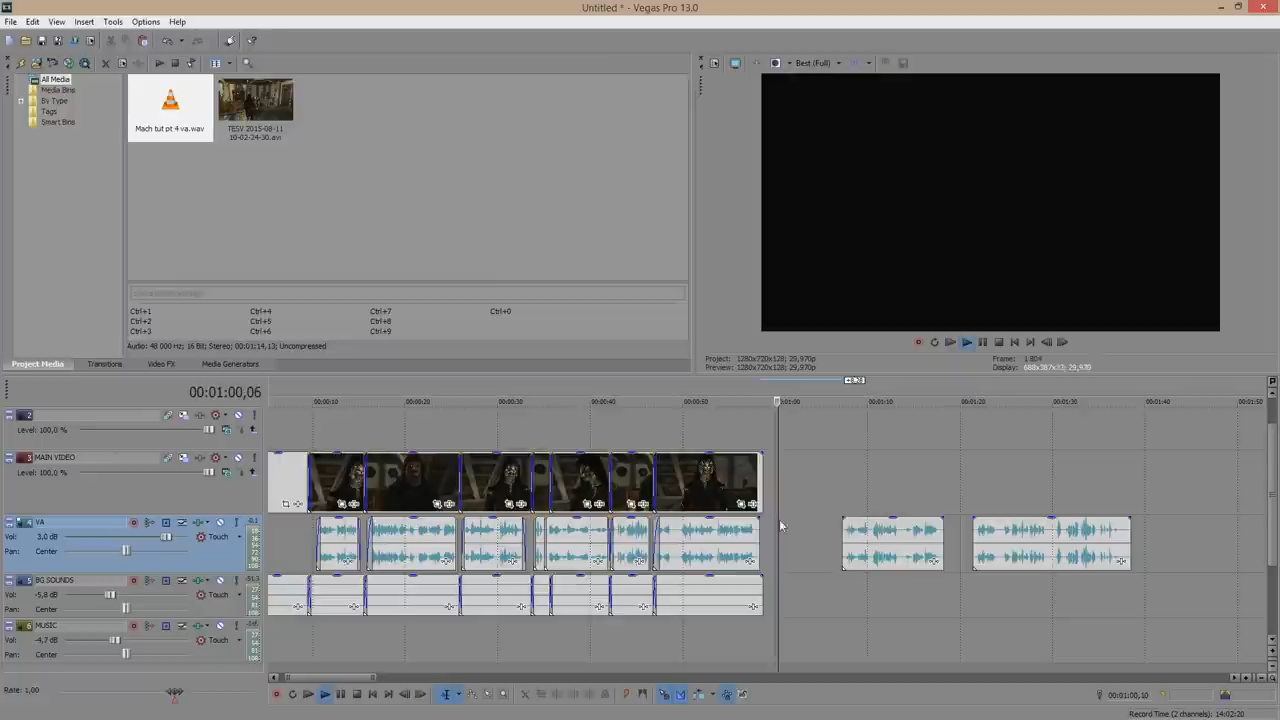 Untitled * - Vegas Pro 13.0
File Edit View Insert Tools Options Help
Best (Full)
All Media
Media Bins
By Type
Tags
Smart Bins
Mach tut pt 4 va.wav
TESV 2015-08-11
10-02-24-30.avi
Ctrl+1 Ctrl+4 Ctrl+7 Ctrl+0
Ctrl+2 Ctrl+5 Ctrl+8
Ctrl+3 Ctrl+6 Ctrl+9
Audio: 48 000 Hz; 16 Bit; Stereo; 00:01:14,13; Uncompressed
Project Media Transitions Video FX Media Generators
Project: 1280x720x128; 29,970p
Preview: 1280x720x128; 29,970p
Frame: 1 804
Display: 688x387x32; 29,970
00:01:00,06
00:00:10 00:00:20 00:00:30 00:00:40 00:00:50 00:01:00 00:01:10 00:01:20 00:01:30 00:01:40 00:01:50
2
Level: 100,0 %
3 MAIN VIDEO
Level: 100,0 %
4 VA
Vol: 3,0 dB Touch
Pan: Center
5 BG SOUNDS
Vol: -5,8 dB Touch
Pan: Center
6 MUSIC
Vol: -4,7 dB Touch
Pan: Center
Rate: 1,00
00:01:00,10
Record Time (2 channels): 14:02:20